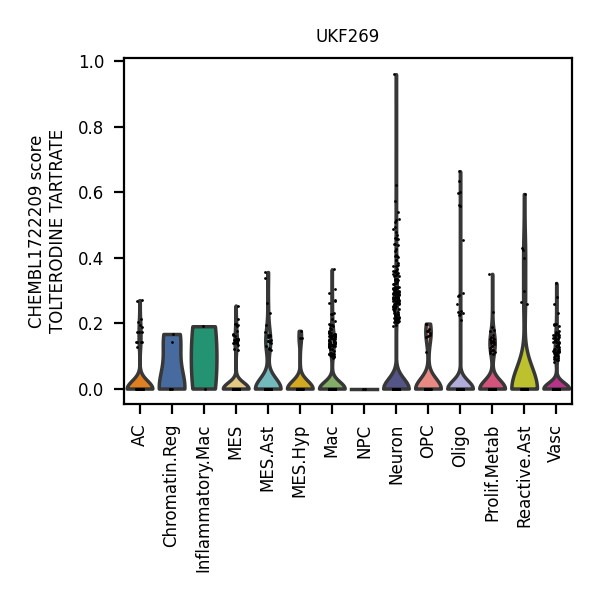 UKF269
CHEMBL1722209 score
TOLTERODINE TARTRATE
1.0
0.8
0.6
0.4
0.2
0.0
AC
Chromatin.Reg
Inflammatory.Mac
MES
MES.Ast
MES.Hyp
Mac
NPC
Neuron
OPC
Oligo
Prolif.Metab
Reactive.Ast
Vasc